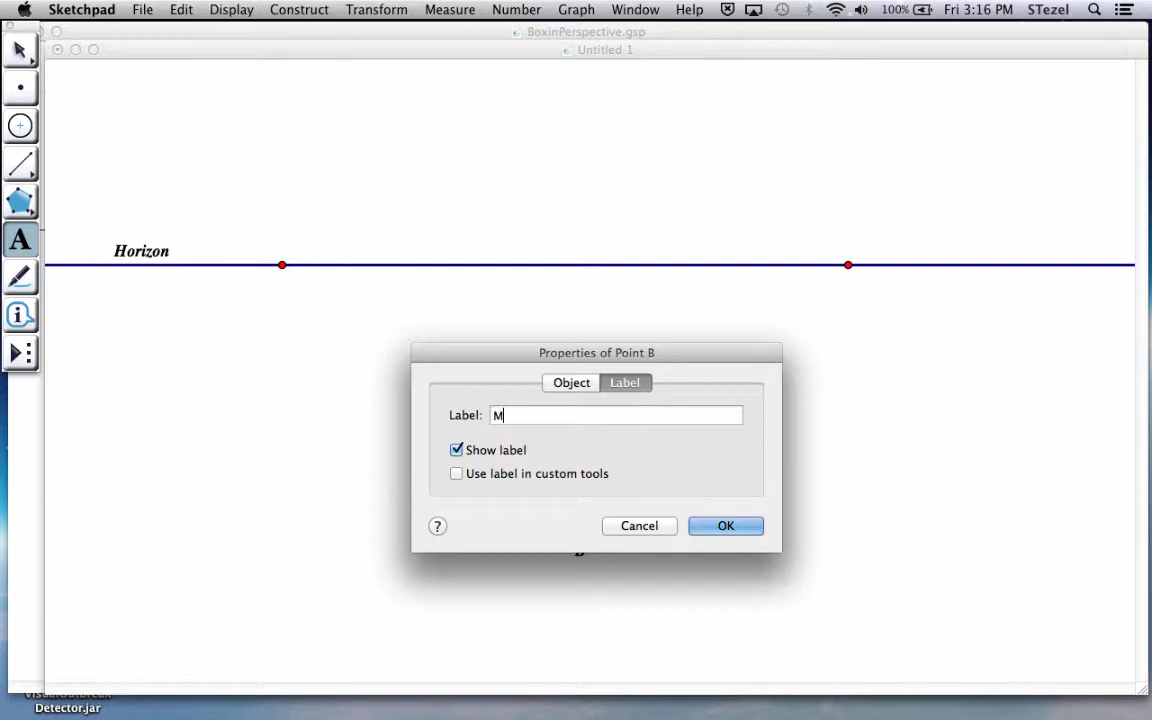 Sketchpad File Edit Display Construct Transform Measure Number Graph Window Help 100% Fri 3:16 PM STezel
BoxinPerspective.gsp
Untitled 1
A
Horizon
Properties of Point B
Object Label
Label: M
Show label
Use label in custom tools
? Cancel OK
Detector.jar